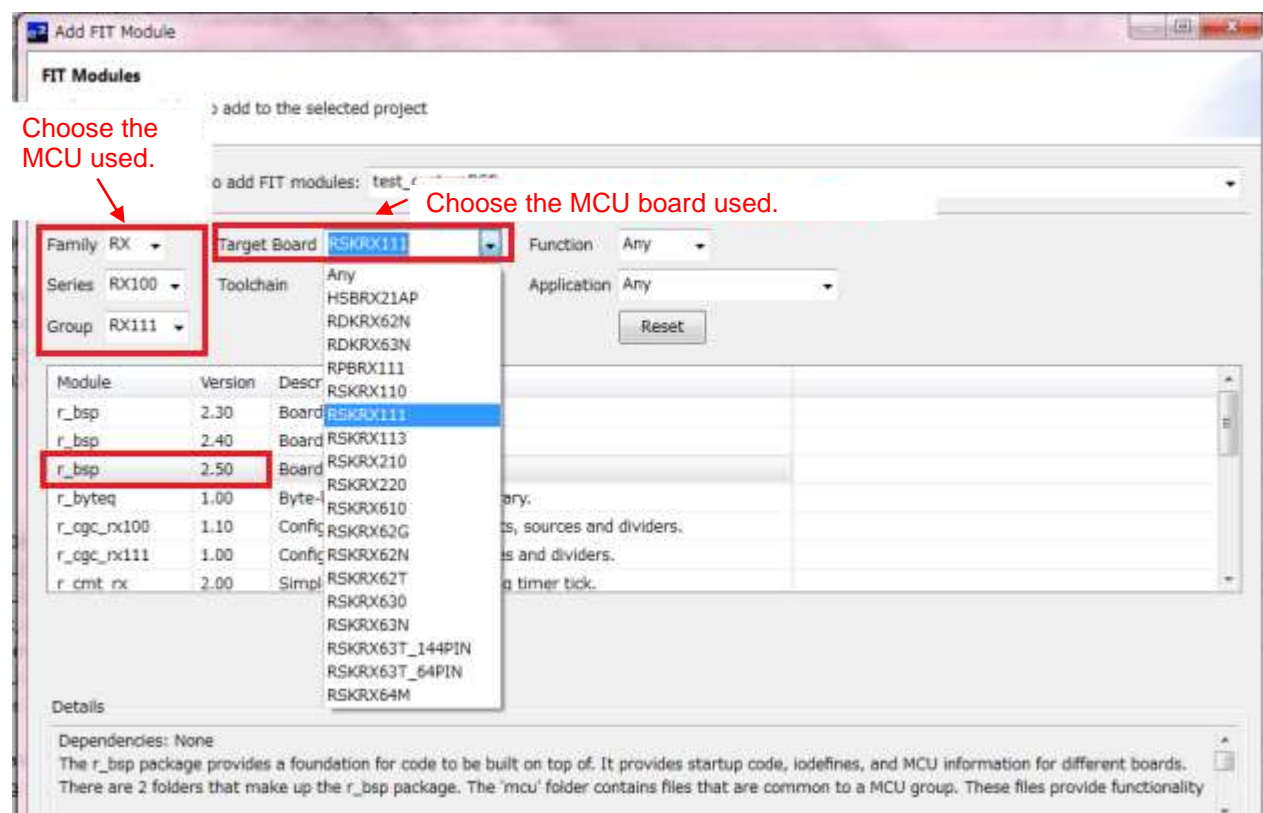 Add FIT Module
FIT Modules
add to the selected project
Choose the
MCU used.
o add FIT modules: test_
Choose the MCU board used.
Family RX Target Board RSKRX111 Function Any
Series RX100 Toolchain Application Any
Group RX111 Reset
Any
HSBRX21AP
RDKRX62N
RDKRX63N
RPBRX111
RSKRX110
RSKRX111
RSKRX113
RSKRX210
RSKRX220
RSKRX610
RSKRX62G
RSKRX62N
RSKRX62T
RSKRX630
RSKRX63N
RSKRX63T_144PIN
RSKRX63T_64PIN
RSKRX64M
Module Version Descr
r_bsp 2.30 Board
r_bsp 2.40 Board
r_bsp 2.50 Board
r_byteq 1.00 Byte- ary.
r_cgc_rx100 1.10 Config ts, sources and dividers.
r_cgc_rx111 1.00 Config es and dividers.
r_cmt_rx 2.00 Simpl g timer tick.
Details
Dependencies: None
The r_bsp package provides a foundation for code to be built on top of. It provides startup code, iodefines, and MCU information for different boards.
There are 2 folders that make up the r_bsp package. The 'mcu' folder contains files that are common to a MCU group. These files provide functionality